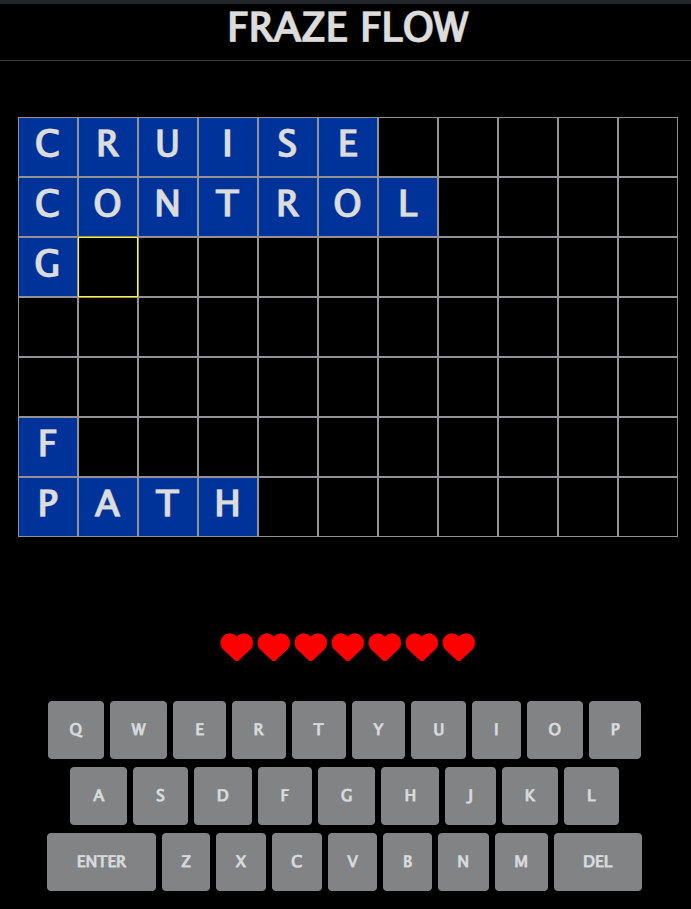 FRAZE FLOW
C R U I S E
C O N T R O L
G
F
P A T H
Q W E R T Y U I O P
A S D F G H J K L
ENTER Z X C V B N M DEL